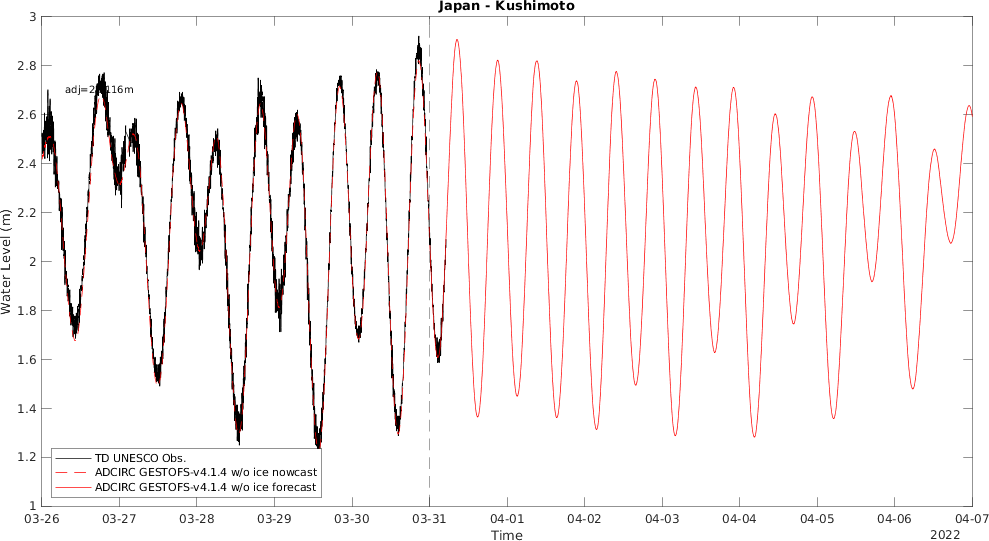 Japan - Kushimoto
3
2.8
2.6
2.4
2.2
2
1.8
1.6
1.4
1.2
1
Water Level (m)
TD UNESCO Obs.
ADCIRC GESTOFS-v4.1.4 w/o ice nowcast
ADCIRC GESTOFS-v4.1.4 w/o ice forecast
03-26 03-27 03-28 03-29 03-30 03-31 04-01 04-02 04-03 04-04 04-05 04-06 04-07
Time
2022